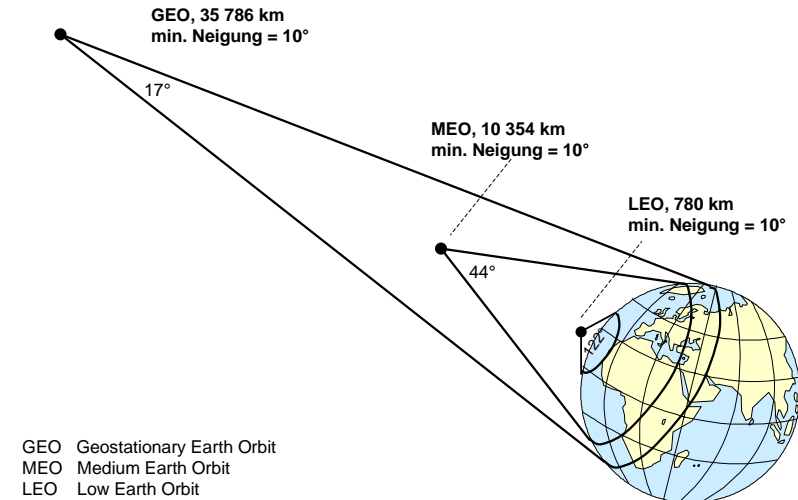 GEO, 35 786 km
min. Neigung = 10°
17°
MEO, 10 354 km
min. Neigung = 10°
LEO, 780 km
min. Neigung = 10°
44°
122°
GEO Geostationary Earth Orbit
MEO Medium Earth Orbit
LEO Low Earth Orbit